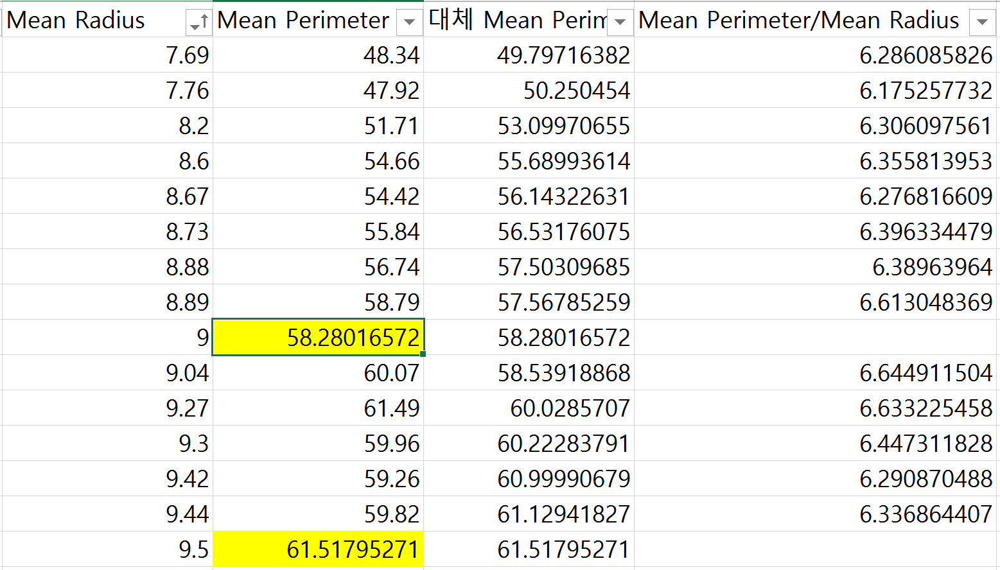 Mean Radius Mean Perimeter 대체 Mean Perim Mean Perimeter/Mean Radius
7.69 48.34 49.79716382 6.286085826
7.76 47.92 50.250454 6.175257732
8.2 51.71 53.09970655 6.306097561
8.6 54.66 55.68993614 6.355813953
8.67 54.42 56.14322631 6.276816609
8.73 55.84 56.53176075 6.396334479
8.88 56.74 57.50309685 6.38963964
8.89 58.79 57.56785259 6.613048369
9 58.28016572 58.28016572
9.04 60.07 58.53918868 6.644911504
9.27 61.49 60.0285707 6.633225458
9.3 59.96 60.22283791 6.447311828
9.42 59.26 60.99990679 6.290870488
9.44 59.82 61.12941827 6.336864407
9.5 61.51795271 61.51795271